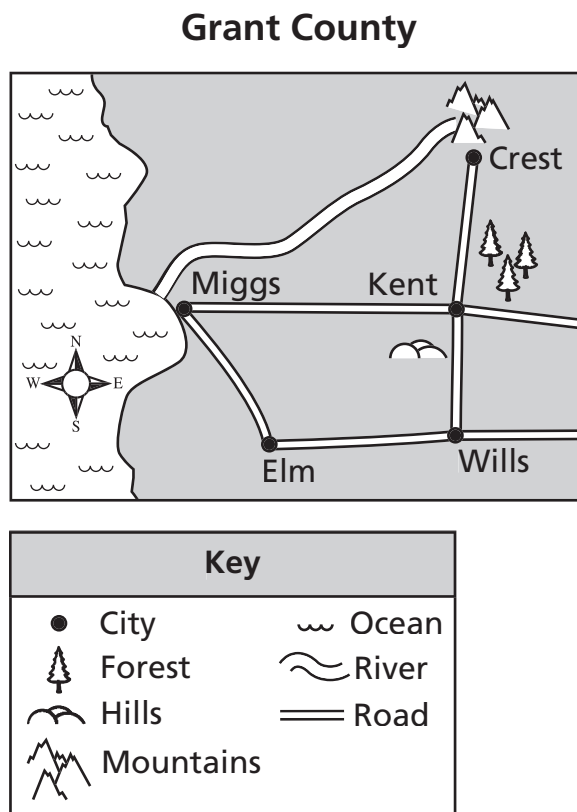 Grant County
Crest
Miggs
Kent
N
W E
S
Elm
Wills
Key
City
Ocean
Forest
River
Hills
Road
Mountains